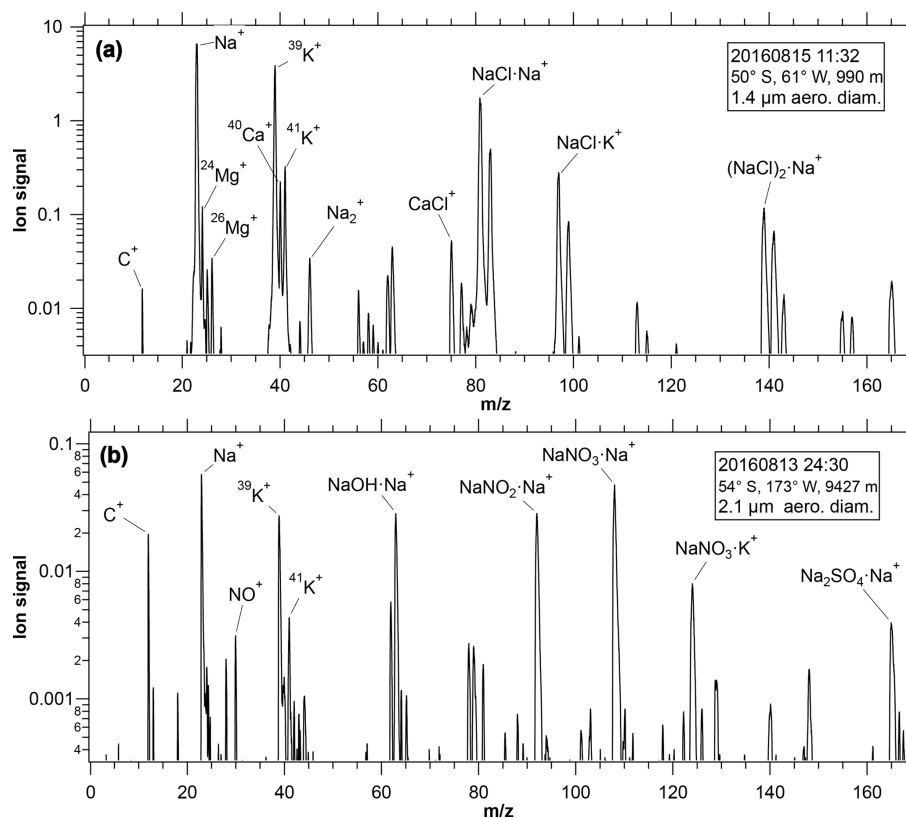 (a)
Na⁺
³⁹K⁺
⁴⁰Ca⁺
⁴¹K⁺
²⁴Mg⁺
²⁶Mg⁺
C⁺
Na₂⁺
CaCl⁺
NaCl·Na⁺
NaCl·K⁺
(NaCl)₂·Na⁺
20160815 11:32
50° S, 61° W, 990 m
1.4 µm aero. diam.
Ion signal
10
1
0.1
0.01
0 20 40 60 80 100 120 140 160
m/z
(b)
C⁺
Na⁺
NO⁺
³⁹K⁺
⁴¹K⁺
NaOH·Na⁺
NaNO₂·Na⁺
NaNO₃·Na⁺
NaNO₃·K⁺
Na₂SO₄·Na⁺
20160813 24:30
54° S, 173° W, 9427 m
2.1 µm aero. diam.
Ion signal
0.1
8
6
4
2
0.01
8
6
4
2
0.001
8
6
4
0 20 40 60 80 100 120 140 160
m/z